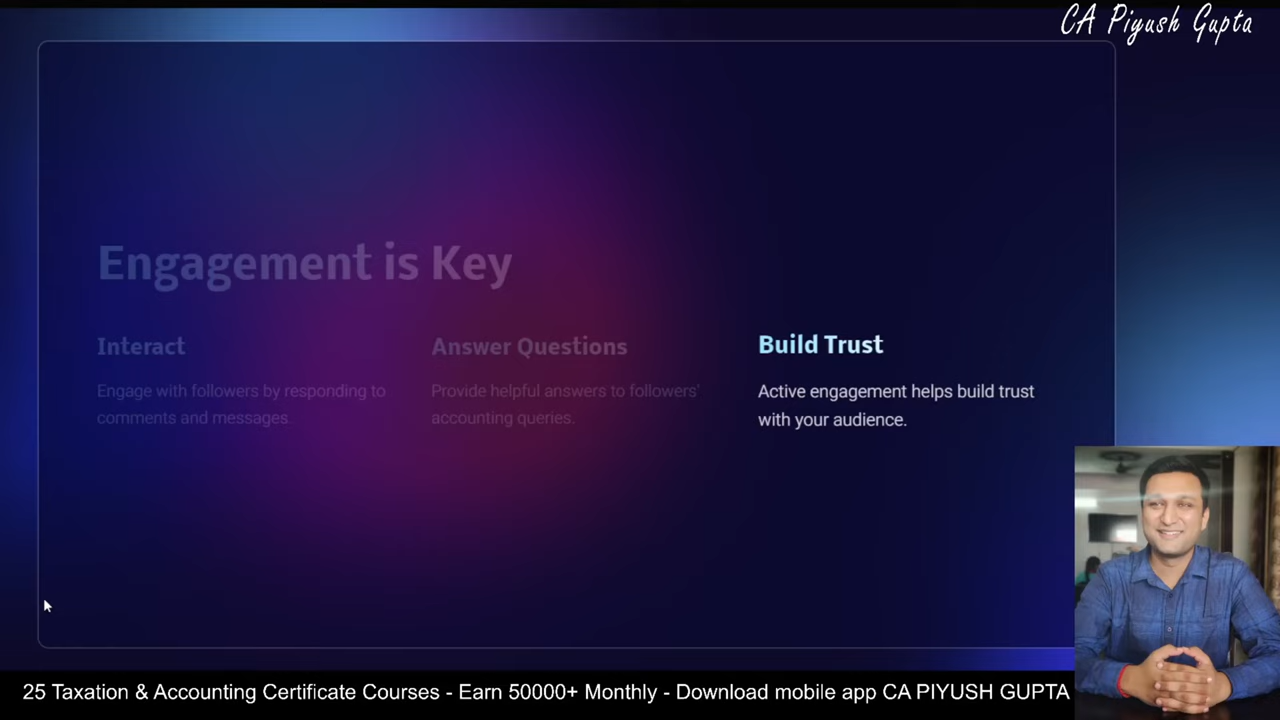 CA Piyush Gupta
Engagement is Key
Interact
Engage with followers by responding to
comments and messages.
Answer Questions
Provide helpful answers to followers'
accounting queries.
Build Trust
Active engagement helps build trust
with your audience.
25 Taxation & Accounting Certificate Courses - Earn 50000+ Monthly - Download mobile app CA PIYUSH GUPTA